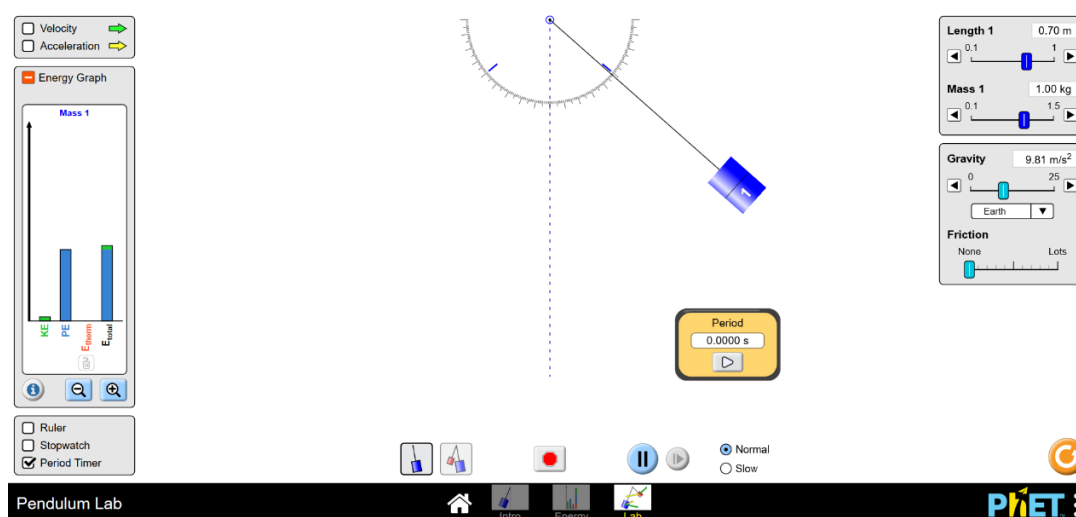 Velocity
Acceleration
Energy Graph
Mass 1
KE
PE
Etherm
Etotal
Ruler
Stopwatch
Period Timer
1
Period
0.0000 s
Normal
Slow
Length 1 0.70 m
0.1 1
Mass 1 1.00 kg
0.1 1.5
Gravity 9.81 m/s²
0 25
Earth
Friction
None Lots
Pendulum Lab
Intro
Energy
Lab
PhET